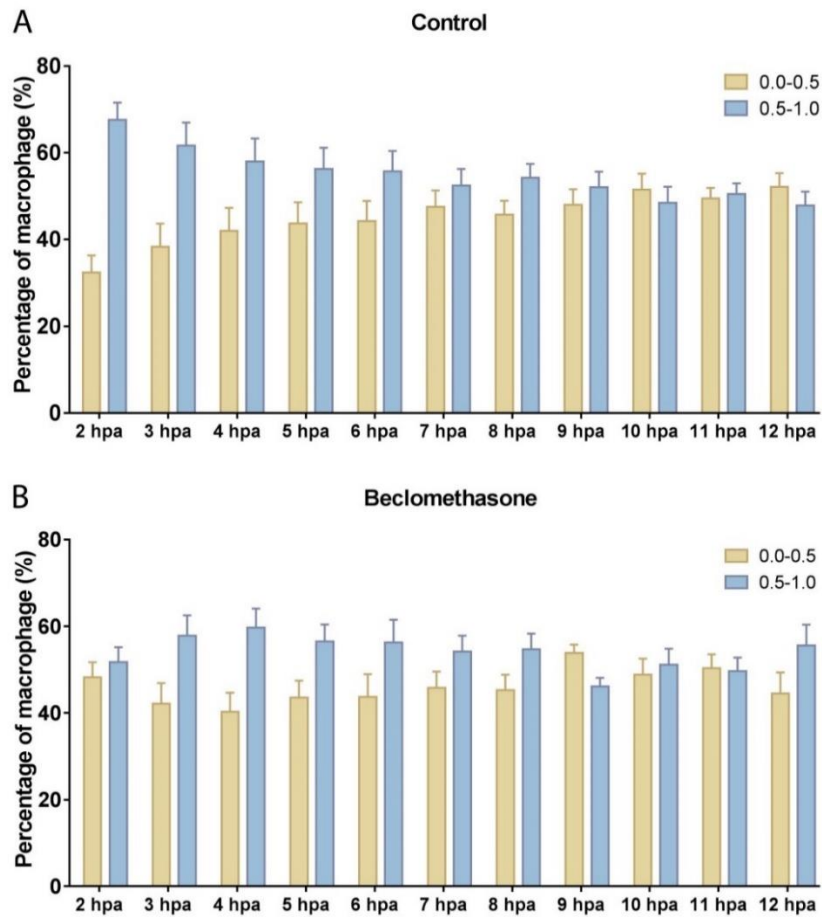 A
Control
Percentage of macrophage (%)
80
60
40
20
0
0.0-0.5
0.5-1.0
2 hpa 3 hpa 4 hpa 5 hpa 6 hpa 7 hpa 8 hpa 9 hpa 10 hpa 11 hpa 12 hpa
B
Beclomethasone
Percentage of macrophage (%)
80
60
40
20
0
0.0-0.5
0.5-1.0
2 hpa 3 hpa 4 hpa 5 hpa 6 hpa 7 hpa 8 hpa 9 hpa 10 hpa 11 hpa 12 hpa